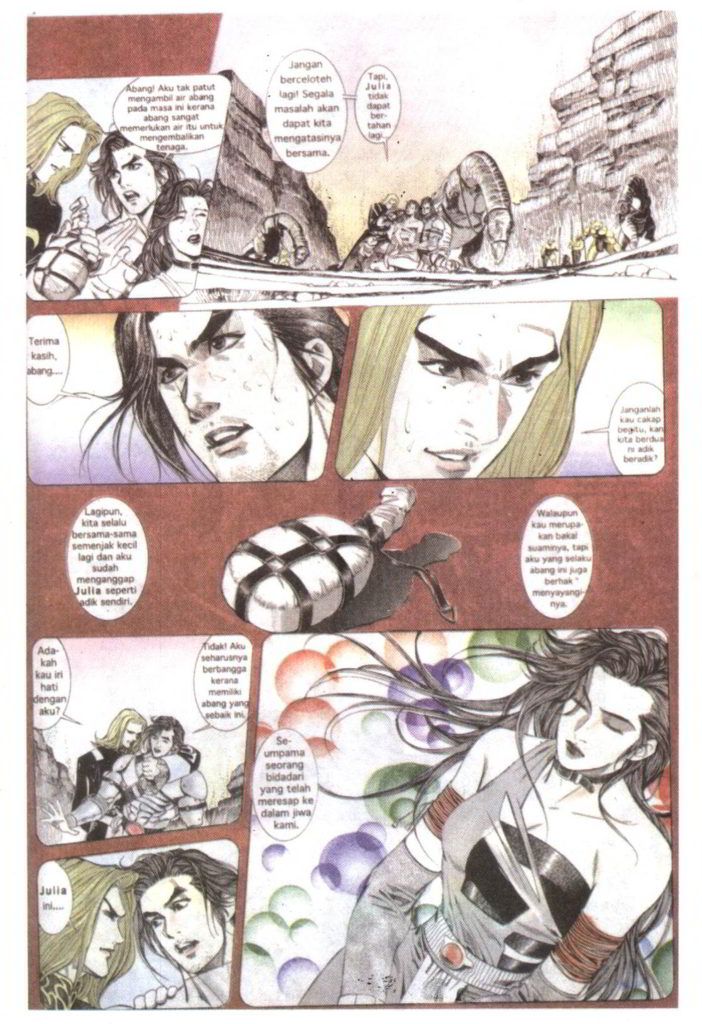 Abang! Aku tak patut
mengambil air abang
pada masa ini kerana
abang sangat
memerlukan air itu untuk
mengembalikan
tenaga.
Jangan
berceloteh
lagi! Segala
masalah akan
dapat kita
mengatasinya
bersama.
Tapi,
Julia
tidak
dapat
bertahan
lagi.
Terima
kasih,
abang....
Janganlah
kau cakap
begitu, kan
kita berdua
ni adik
beradik?
Lagipun,
kita selalu
bersama-sama
semenjak kecil
lagi dan aku
sudah
menganggap
Julia seperti
adik sendiri.
Walaupun
kau merupa-
kan bakal
suaminya, tapi
aku yang selaku
abang ini juga
berhak
menyayangi-
nya.
Ada-
kah
kau iri
hati
dengan
aku?
Tidak! Aku
seharusnya
berbangga
kerana
memiliki
abang yang
sebaik ini.
Se-
umpama
seorang
bidadari
yang telah
meresap ke
dalam jiwa
kami.
Julia
ini....